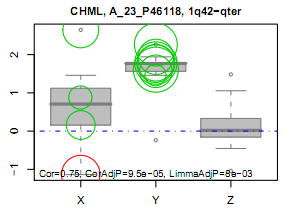 CHML, A_23_P46118, 1q42-qter
2
1
0
-1
Cor=0.75, CorAdjP=9.5e-05, LimmaAdjP=8e-03
X Y Z